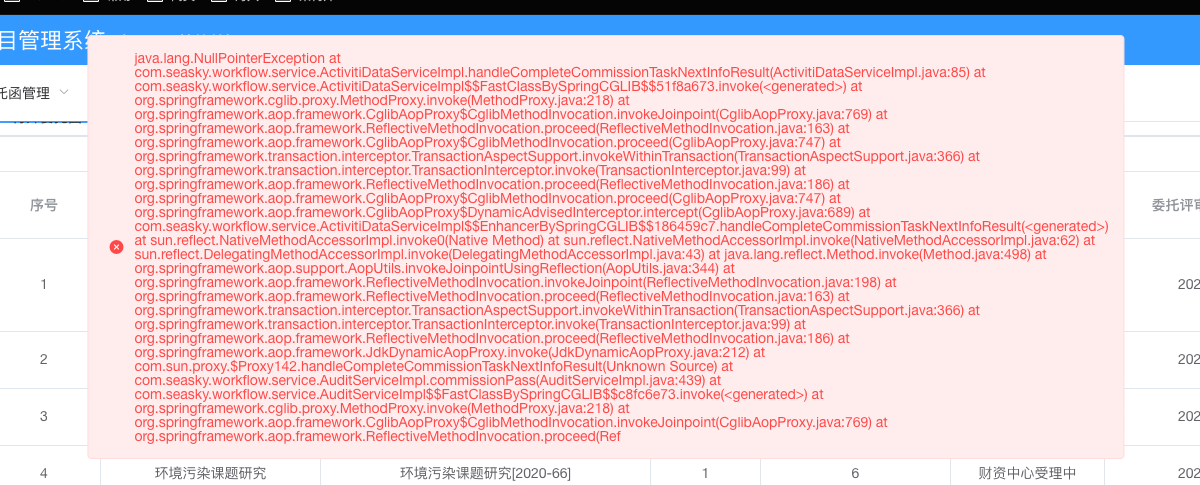 目管理系统
java.lang.NullPointerException at
com.seasky.workflow.service.ActivitiDataServiceImpl.handleCompleteCommissionTaskNextInfoResult(ActivitiDataServiceImpl.java:85) at
托函管理
com.seasky.workflow.service.ActivitiDataServiceImpl$$FastClassBySpringCGLIB$$51f8a673.invoke(<generated>) at
org.springframework.cglib.proxy.MethodProxy.invoke(MethodProxy.java:218) at
org.springframework.aop.framework.CglibAopProxy$CglibMethodInvocation.invokeJoinpoint(CglibAopProxy.java:769) at
org.springframework.aop.framework.ReflectiveMethodInvocation.proceed(ReflectiveMethodInvocation.java:163) at
org.springframework.aop.framework.CglibAopProxy$CglibMethodInvocation.proceed(CglibAopProxy.java:747) at
org.springframework.transaction.interceptor.TransactionAspectSupport.invokeWithinTransaction(TransactionAspectSupport.java:366) at
org.springframework.transaction.interceptor.TransactionInterceptor.invoke(TransactionInterceptor.java:99) at
org.springframework.aop.framework.ReflectiveMethodInvocation.proceed(ReflectiveMethodInvocation.java:186) at
org.springframework.aop.framework.CglibAopProxy$CglibMethodInvocation.proceed(CglibAopProxy.java:747) at
序号
委托评审
org.springframework.aop.framework.CglibAopProxy$DynamicAdvisedInterceptor.intercept(CglibAopProxy.java:689) at
com.seasky.workflow.service.ActivitiDataServiceImpl$$EnhancerBySpringCGLIB$$186459c7.handleCompleteCommissionTaskNextInfoResult(<generated>)
at sun.reflect.NativeMethodAccessorImpl.invoke0(Native Method) at sun.reflect.NativeMethodAccessorImpl.invoke(NativeMethodAccessorImpl.java:62) at
sun.reflect.DelegatingMethodAccessorImpl.invoke(DelegatingMethodAccessorImpl.java:43) at java.lang.reflect.Method.invoke(Method.java:498) at
org.springframework.aop.support.AopUtils.invokeJoinpointUsingReflection(AopUtils.java:344) at
org.springframework.aop.framework.ReflectiveMethodInvocation.invokeJoinpoint(ReflectiveMethodInvocation.java:198) at
1
202
org.springframework.aop.framework.ReflectiveMethodInvocation.proceed(ReflectiveMethodInvocation.java:163) at
org.springframework.transaction.interceptor.TransactionAspectSupport.invokeWithinTransaction(TransactionAspectSupport.java:366) at
org.springframework.transaction.interceptor.TransactionInterceptor.invoke(TransactionInterceptor.java:99) at
org.springframework.aop.framework.ReflectiveMethodInvocation.proceed(ReflectiveMethodInvocation.java:186) at
org.springframework.aop.framework.JdkDynamicAopProxy.invoke(JdkDynamicAopProxy.java:212) at
2
202
com.sun.proxy.$Proxy142.handleCompleteCommissionTaskNextInfoResult(Unknown Source) at
com.seasky.workflow.service.AuditServiceImpl.commissionPass(AuditServiceImpl.java:439) at
com.seasky.workflow.service.AuditServiceImpl$$FastClassBySpringCGLIB$$c8fc6e73.invoke(<generated>) at
org.springframework.cglib.proxy.MethodProxy.invoke(MethodProxy.java:218) at
3
202
org.springframework.aop.framework.CglibAopProxy$CglibMethodInvocation.invokeJoinpoint(CglibAopProxy.java:769) at
org.springframework.aop.framework.ReflectiveMethodInvocation.proceed(Ref
4 环境污染课题研究 环境污染课题研究[2020-66] 1 6 财资中心受理中 202